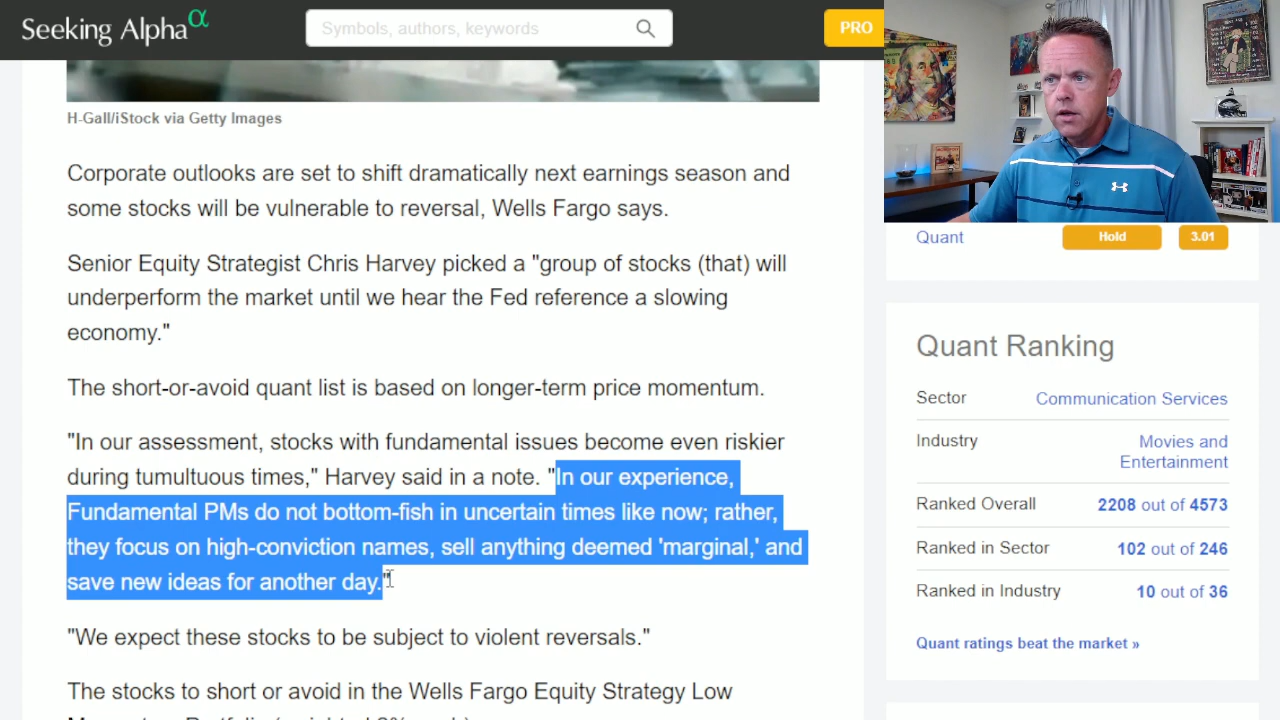 Seeking Alpha α
Symbols, authors, keywords
PRO
H-Gall/iStock via Getty Images
Corporate outlooks are set to shift dramatically next earnings season and
some stocks will be vulnerable to reversal, Wells Fargo says.
Senior Equity Strategist Chris Harvey picked a "group of stocks (that) will
underperform the market until we hear the Fed reference a slowing
economy."
The short-or-avoid quant list is based on longer-term price momentum.
"In our assessment, stocks with fundamental issues become even riskier
during tumultuous times," Harvey said in a note. "In our experience,
Fundamental PMs do not bottom-fish in uncertain times like now; rather,
they focus on high-conviction names, sell anything deemed 'marginal,' and
save new ideas for another day."
"We expect these stocks to be subject to violent reversals."
The stocks to short or avoid in the Wells Fargo Equity Strategy Low
Quant Hold 3.01
Quant Ranking
Sector Communication Services
Industry Movies and
Entertainment
Ranked Overall 2208 out of 4573
Ranked in Sector 102 out of 246
Ranked in Industry 10 out of 36
Quant ratings beat the market »